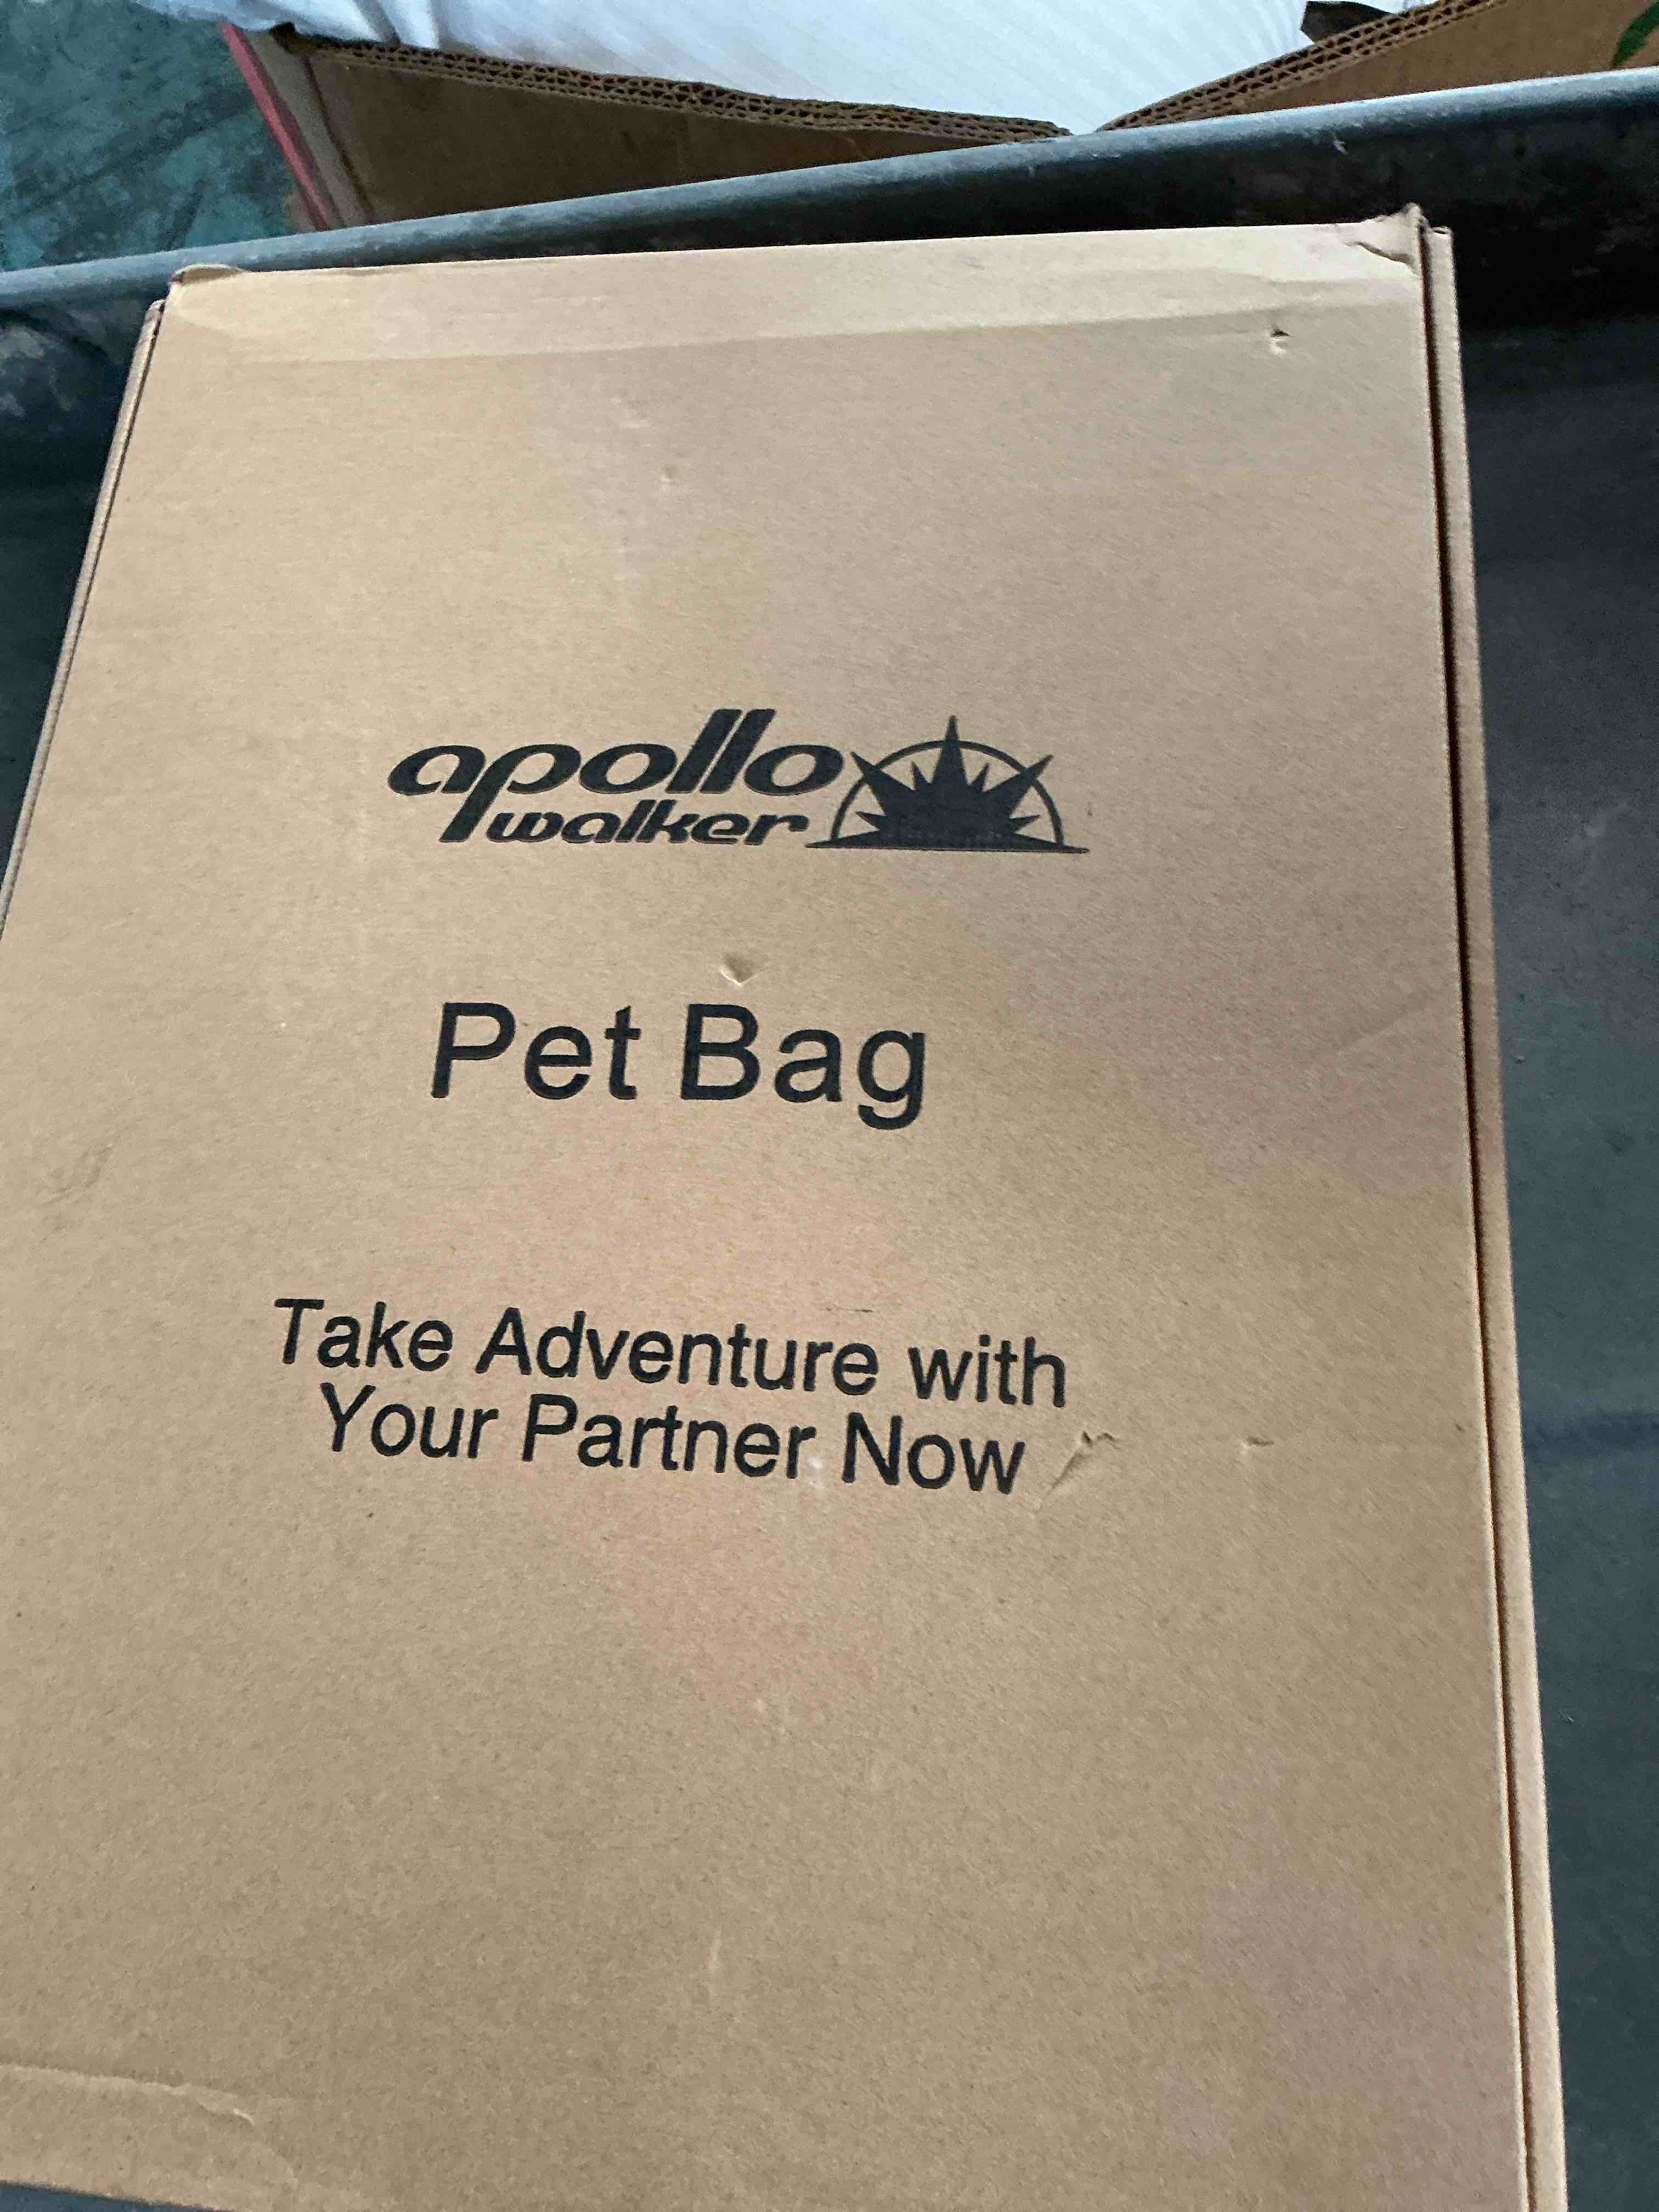 apollo
walker
Pet Bag
Take Adventure with
Your Partner Now